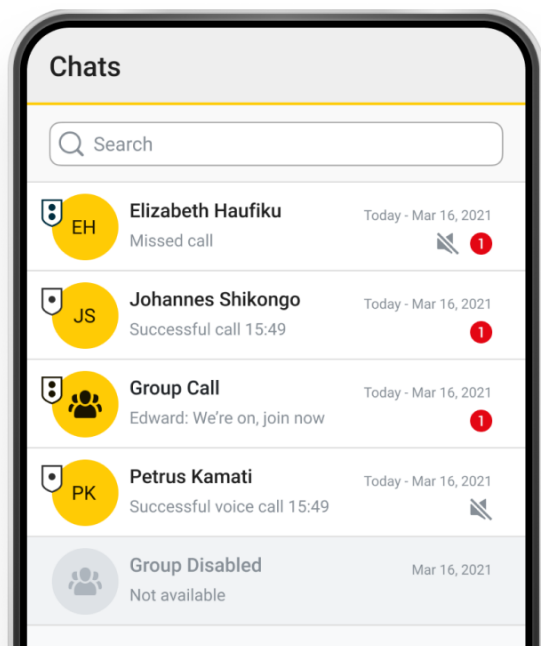 Chats
Search
EH
Elizabeth Haufiku
Today - Mar 16, 2021
Missed call
1
JS
Johannes Shikongo
Today - Mar 16, 2021
Successful call 15:49
1
Group Call
Today - Mar 16, 2021
Edward: We're on, join now
1
PK
Petrus Kamati
Today - Mar 16, 2021
Successful voice call 15:49
Group Disabled
Mar 16, 2021
Not available